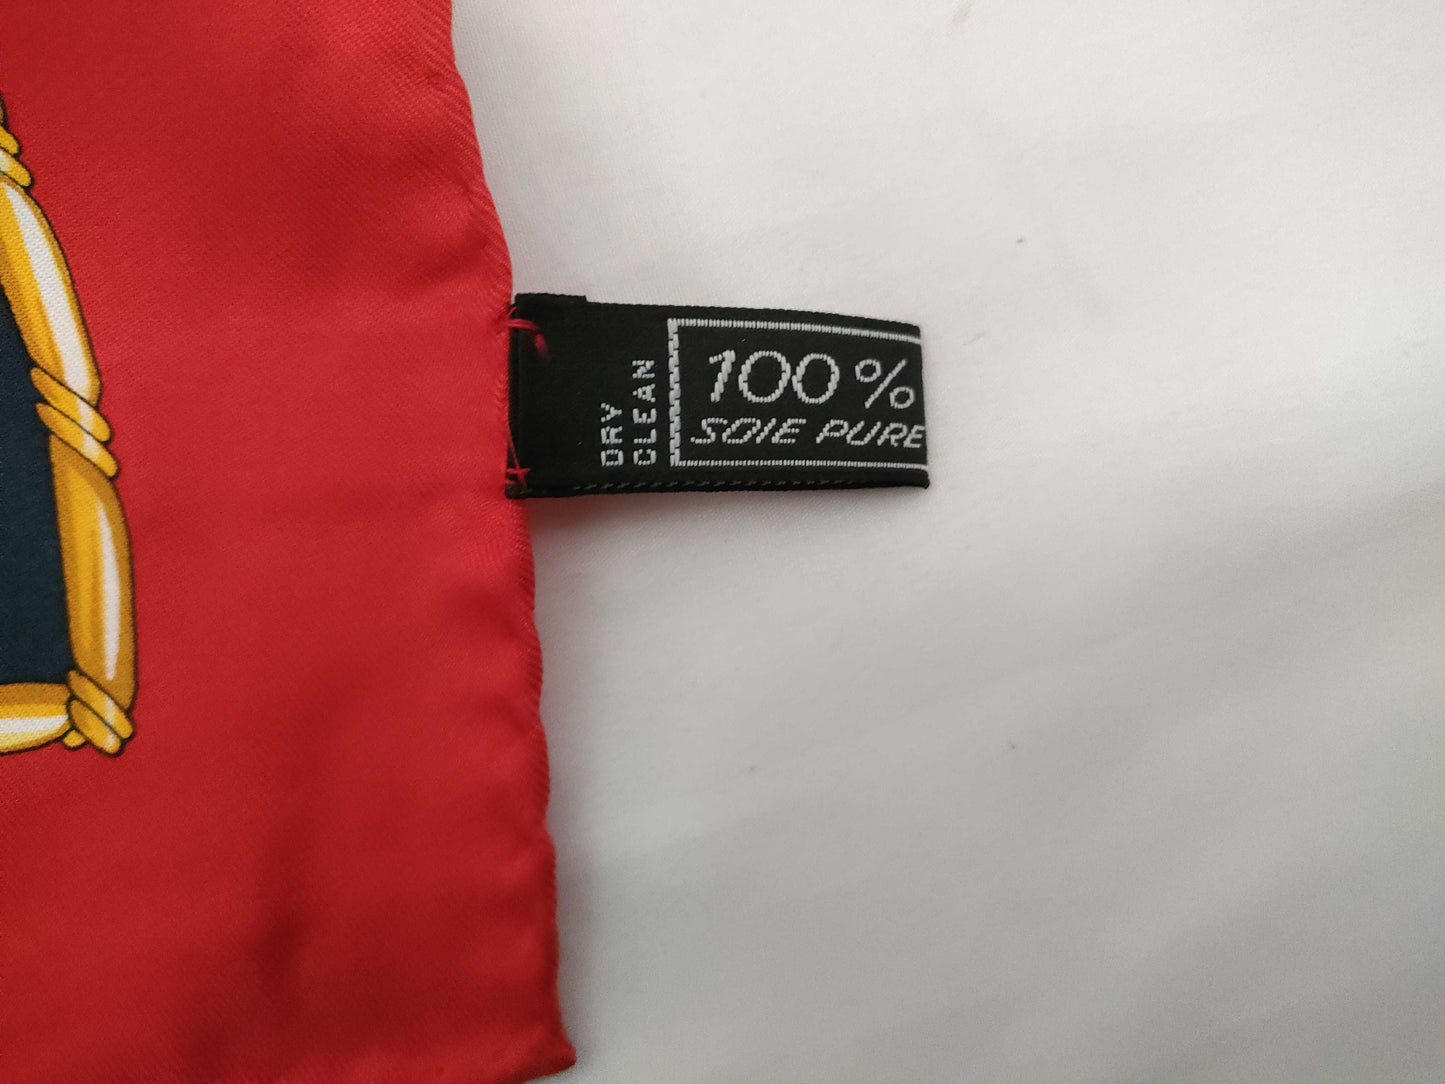 DRY
CLEAN
100 %
SOIE PURE